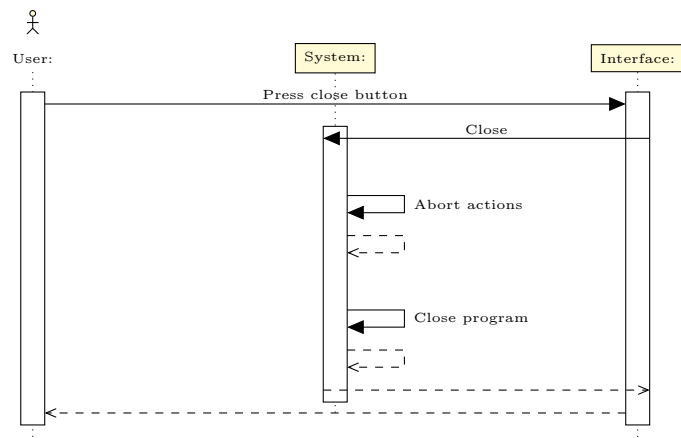 User:
System:
Interface:
Press close button
Close
Abort actions
Close program